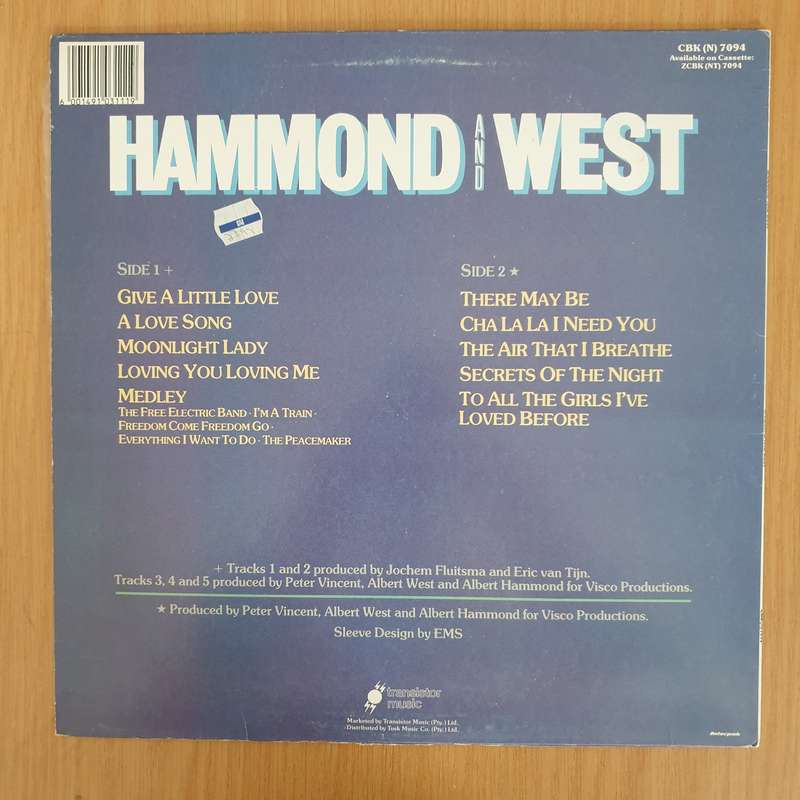 CBK (N) 7094
Available on Cassette:
ZCBK (NT) 7094
6 001491 031119
HAMMOND AND WEST
SIDE 1 +
GIVE A LITTLE LOVE
A LOVE SONG
MOONLIGHT LADY
LOVING YOU LOVING ME
MEDLEY
THE FREE ELECTRIC BAND · I'M A TRAIN ·
FREEDOM COME FREEDOM GO ·
EVERYTHING I WANT TO DO · THE PEACEMAKER
SIDE 2 ★
THERE MAY BE
CHA LA LA I NEED YOU
THE AIR THAT I BREATHE
SECRETS OF THE NIGHT
TO ALL THE GIRLS I'VE
LOVED BEFORE
+ Tracks 1 and 2 produced by Jochem Fluitsma and Eric van Tijn.
Tracks 3, 4 and 5 produced by Peter Vincent, Albert West and Albert Hammond for Visco Productions.
★ Produced by Peter Vincent, Albert West and Albert Hammond for Visco Productions.
Sleeve Design by EMS
transistor
music
Marketed by Transistor Music (Pty.) Ltd.
Distributed by Tusk Music Co. (Pty.) Ltd.
Interpak